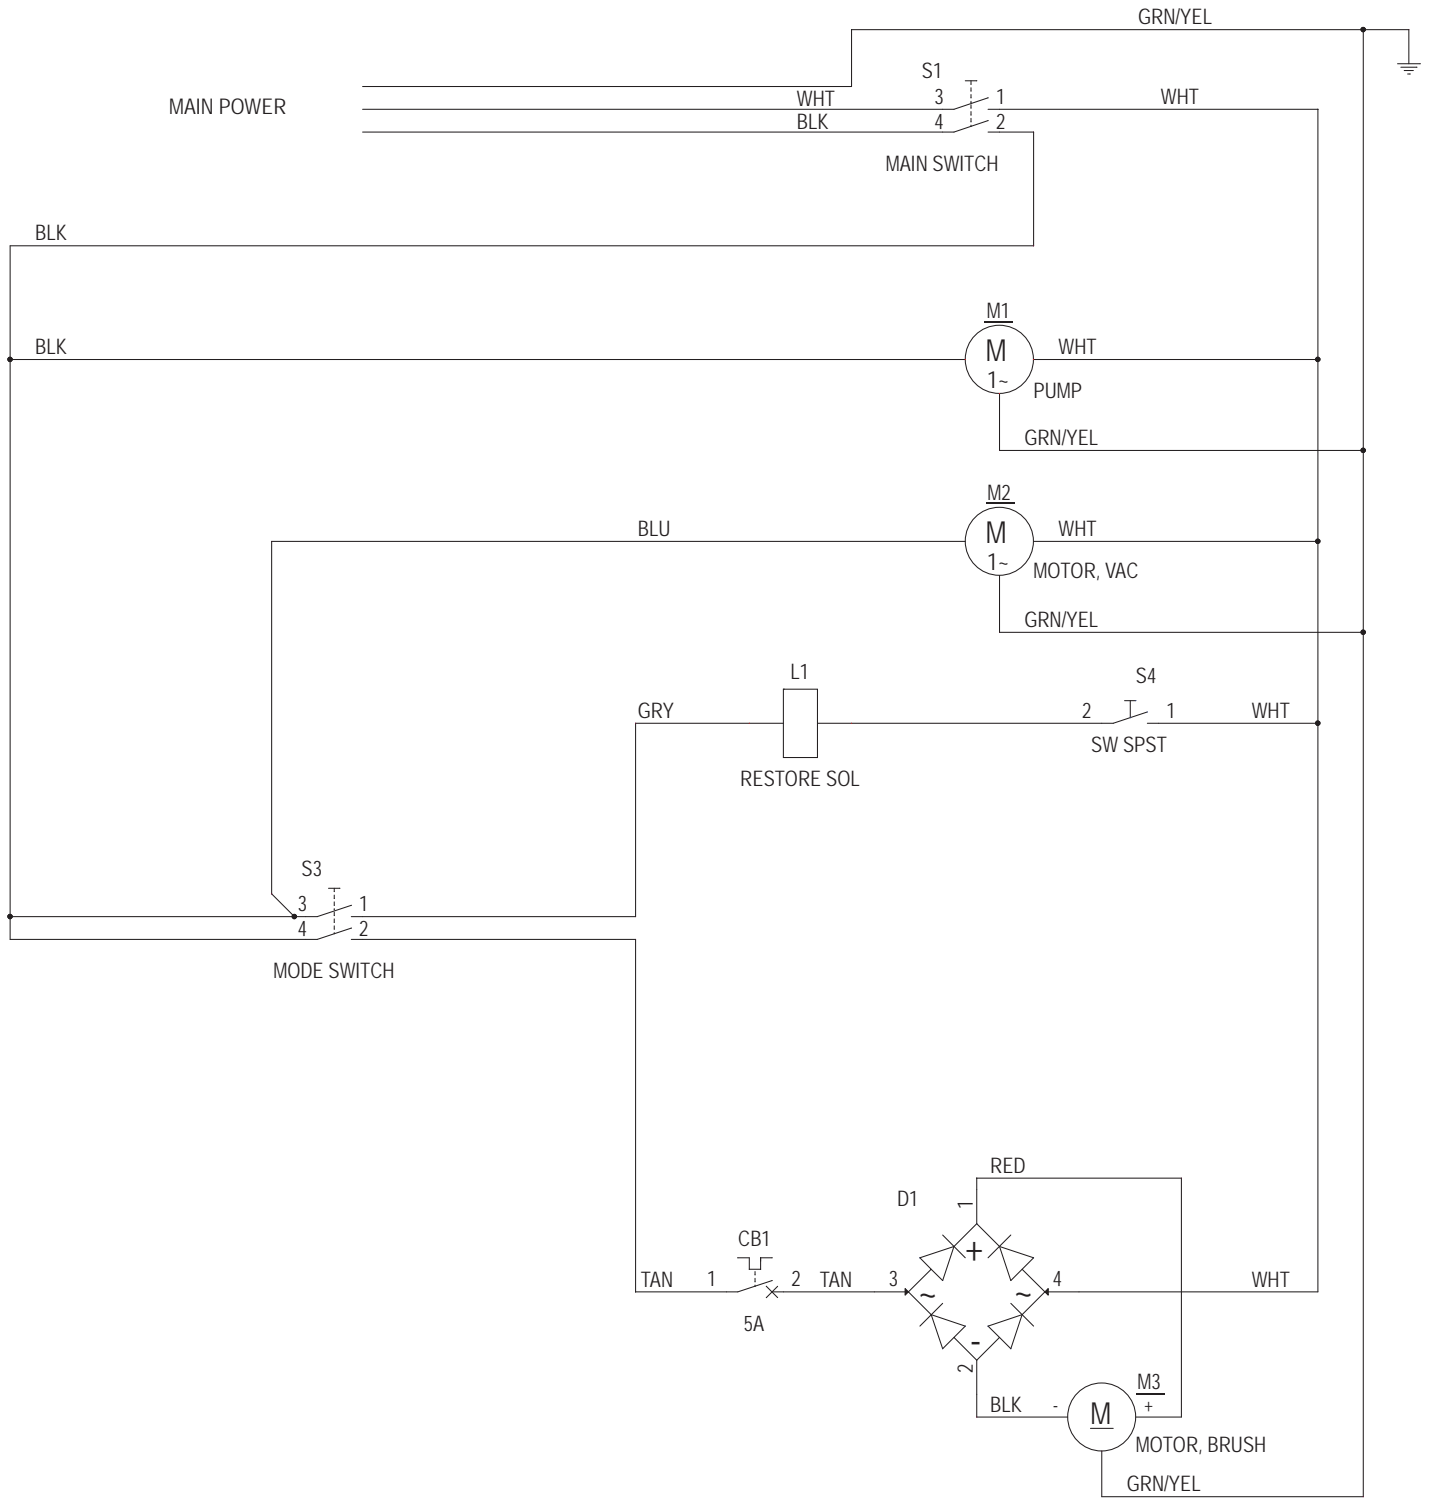 GRN/YEL
S1
MAIN POWER
WHT 3 1 WHT
BLK 4 2
MAIN SWITCH
BLK
M1
BLK M WHT
1~
PUMP
GRN/YEL
M2
BLU M WHT
1~
MOTOR, VAC
GRN/YEL
L1 S4
GRY 2 1 WHT
SW SPST
RESTORE SOL
S3
3 1
4 2
MODE SWITCH
RED
D1 1
CB1 +
TAN 1 2 TAN 3 4 WHT
~ ~
5A
-
2
M3
BLK - M +
MOTOR, BRUSH
GRN/YEL